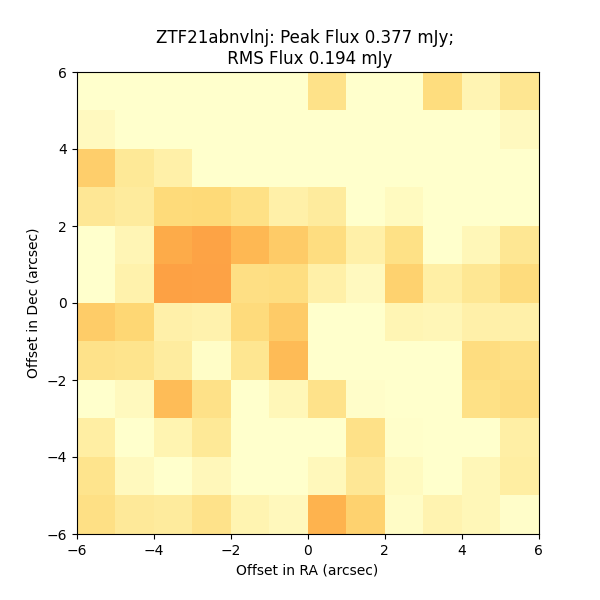 ZTF21abnvlnj: Peak Flux 0.377 mJy;
RMS Flux 0.194 mJy
6
4
2
0
−2
−4
−6
Offset in Dec (arcsec)
−6 −4 −2 0 2 4 6
Offset in RA (arcsec)